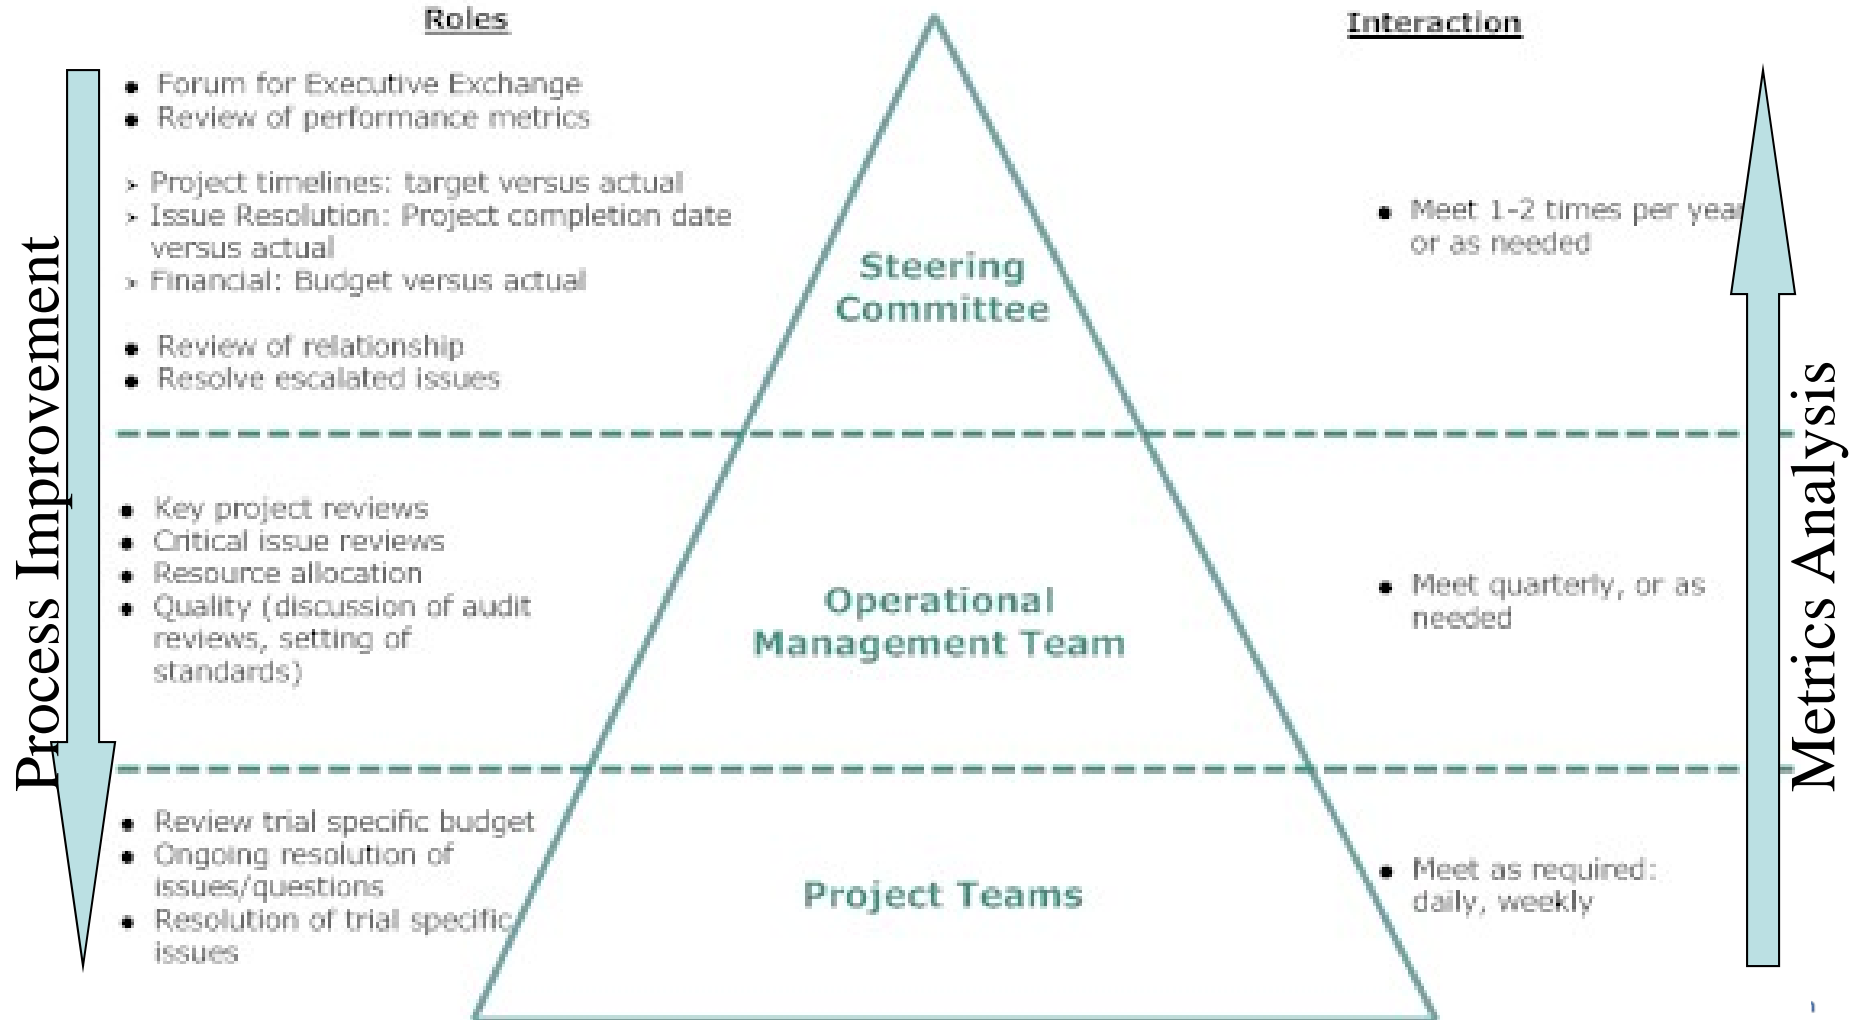 Roles
Interaction
Process Improvement
• Forum for Executive Exchange
• Review of performance metrics
> Project timelines: target versus actual
> Issue Resolution: Project completion date
versus actual
> Financial: Budget versus actual
• Review of relationship
• Resolve escalated issues
Steering
Committee
• Meet 1-2 times per year
or as needed
• Key project reviews
• Critical issue reviews
• Resource allocation
• Quality (discussion of audit
reviews, setting of
standards)
Operational
Management Team
• Meet quarterly, or as
needed
• Review trial specific budget
• Ongoing resolution of
issues/questions
• Resolution of trial specific
issues
Project Teams
• Meet as required:
daily, weekly
Metrics Analysis